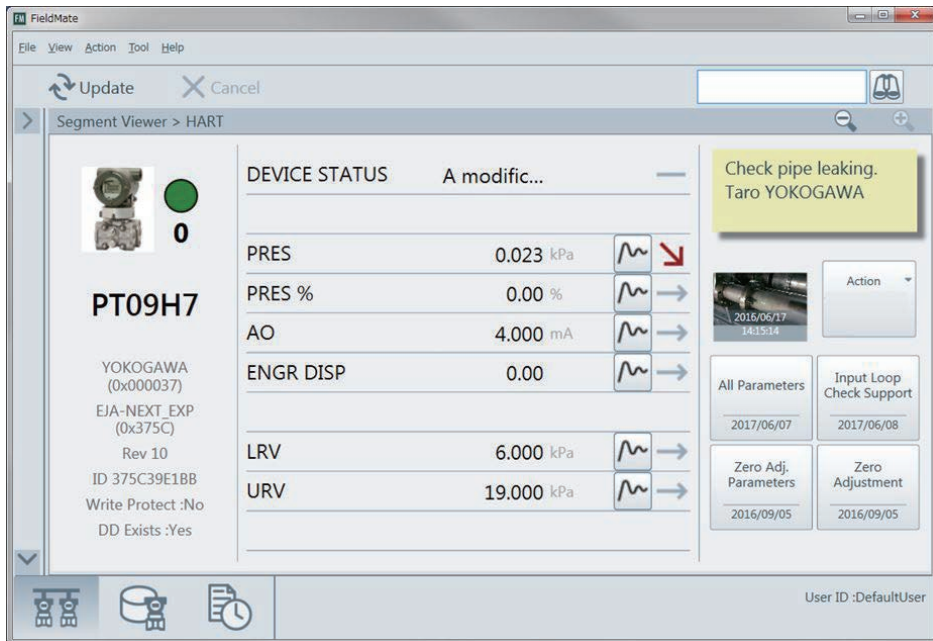 FM FieldMate
File View Action Tool Help
Update Cancel
Segment Viewer > HART
0
PT09H7
YOKOGAWA
(0x000037)
EJA-NEXT_EXP
(0x375C)
Rev 10
ID 375C39E1BB
Write Protect :No
DD Exists :Yes
DEVICE STATUS A modific...
PRES 0.023 kPa
PRES % 0.00 %
AO 4.000 mA
ENGR DISP 0.00
LRV 6.000 kPa
URV 19.000 kPa
Check pipe leaking.
Taro YOKOGAWA
2016/06/17
14:15:14
Action
All Parameters
2017/06/07
Input Loop
Check Support
2017/06/08
Zero Adj.
Parameters
2016/09/05
Zero
Adjustment
2016/09/05
User ID :DefaultUser